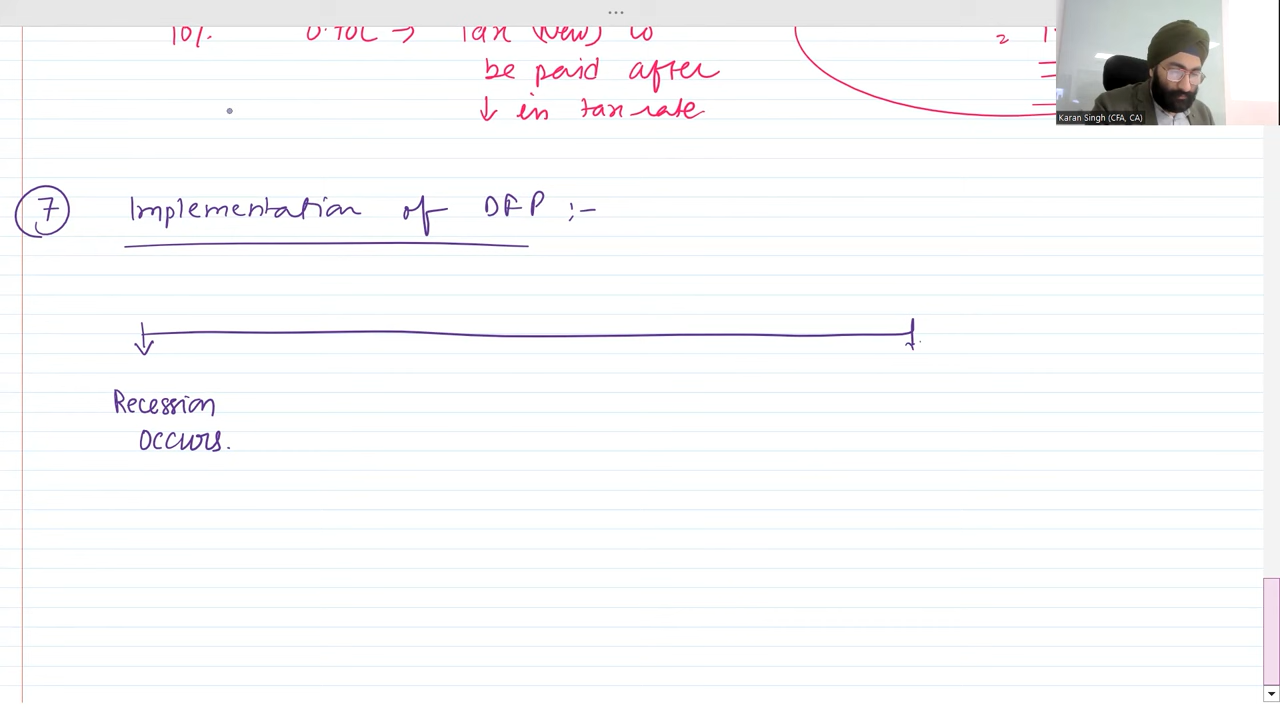 10%. 0.10L → Tax (New) to
be paid after
↓ in tax rate
Karan Singh (CFA, CA)
7 Implementation of DFP :-
Recession
occurs.